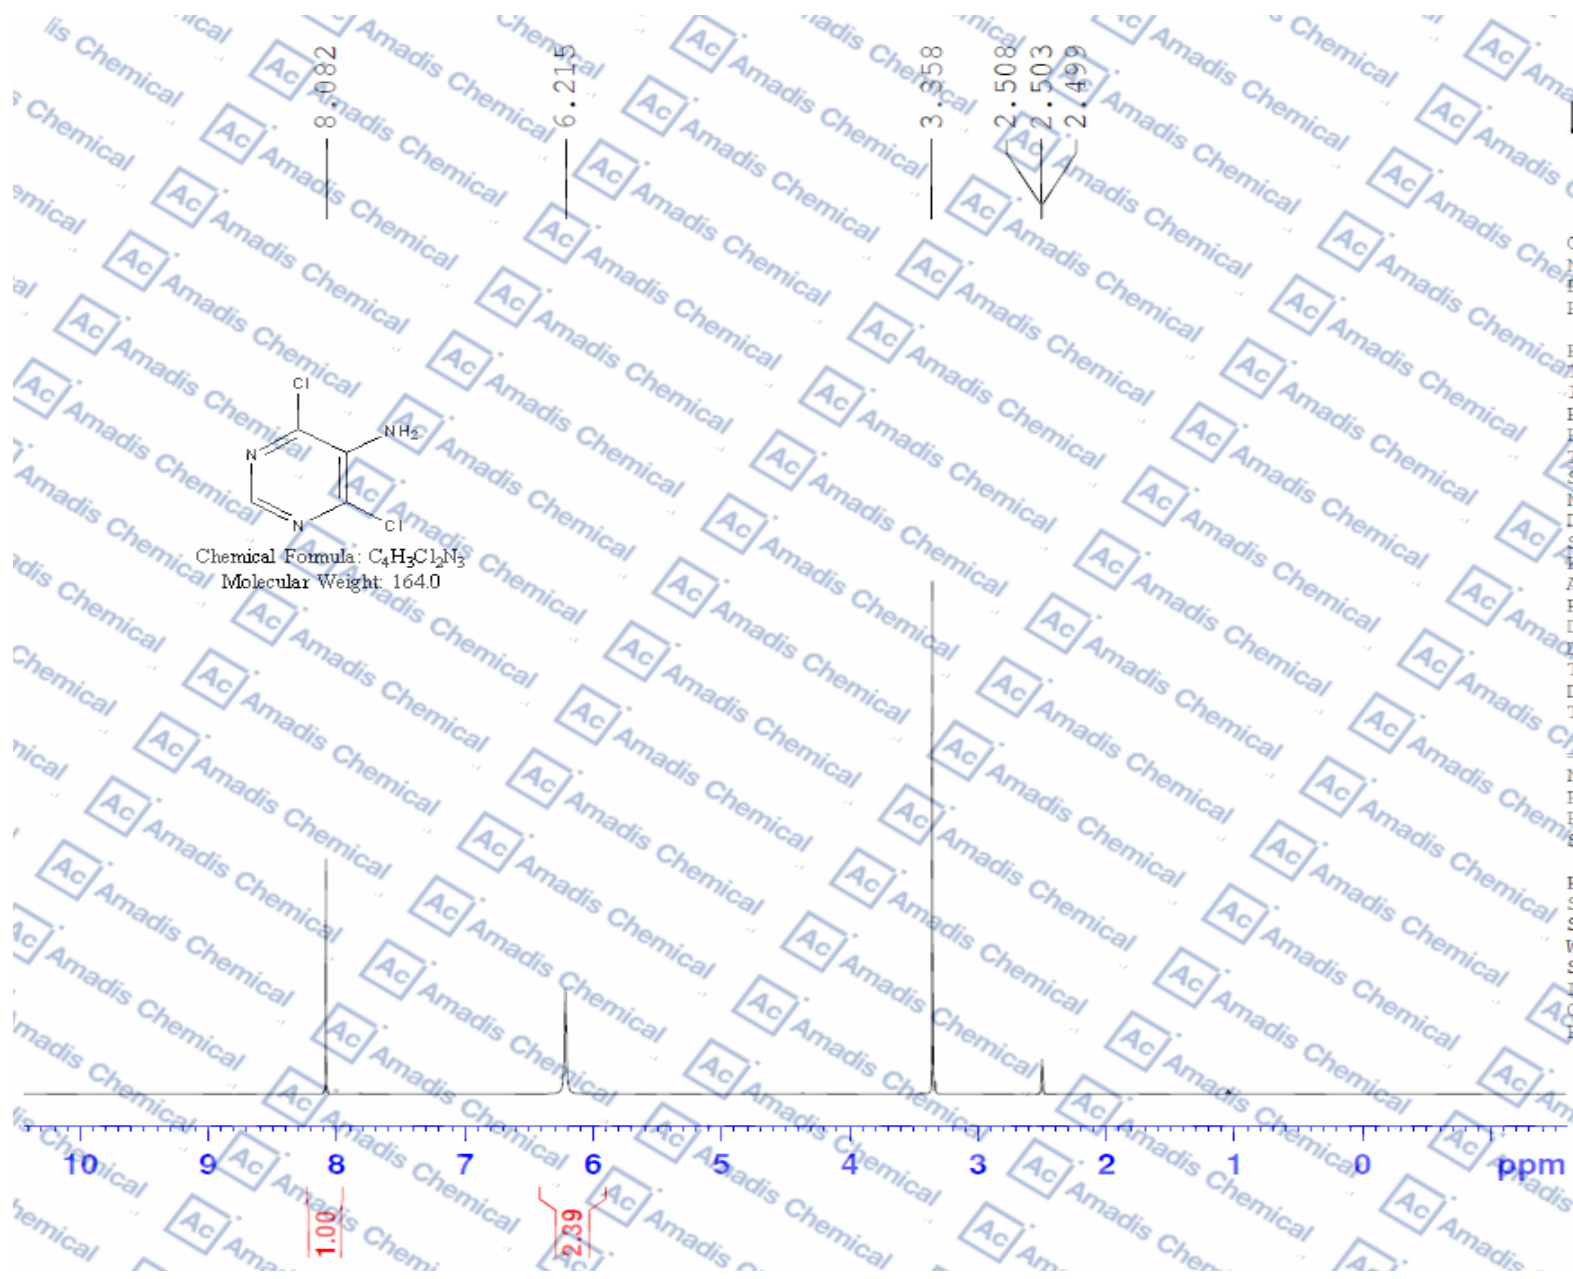 8.082
6.215
3.358
2.508
2.503
2.499
Cl
N
NH2
N
Cl
Chemical Formula: C4H3Cl2N3
Molecular Weight: 164.0
10 9 8 7 6 5 4 3 2 1 0 ppm
1.00
2.39
Ac Amadis Chemical